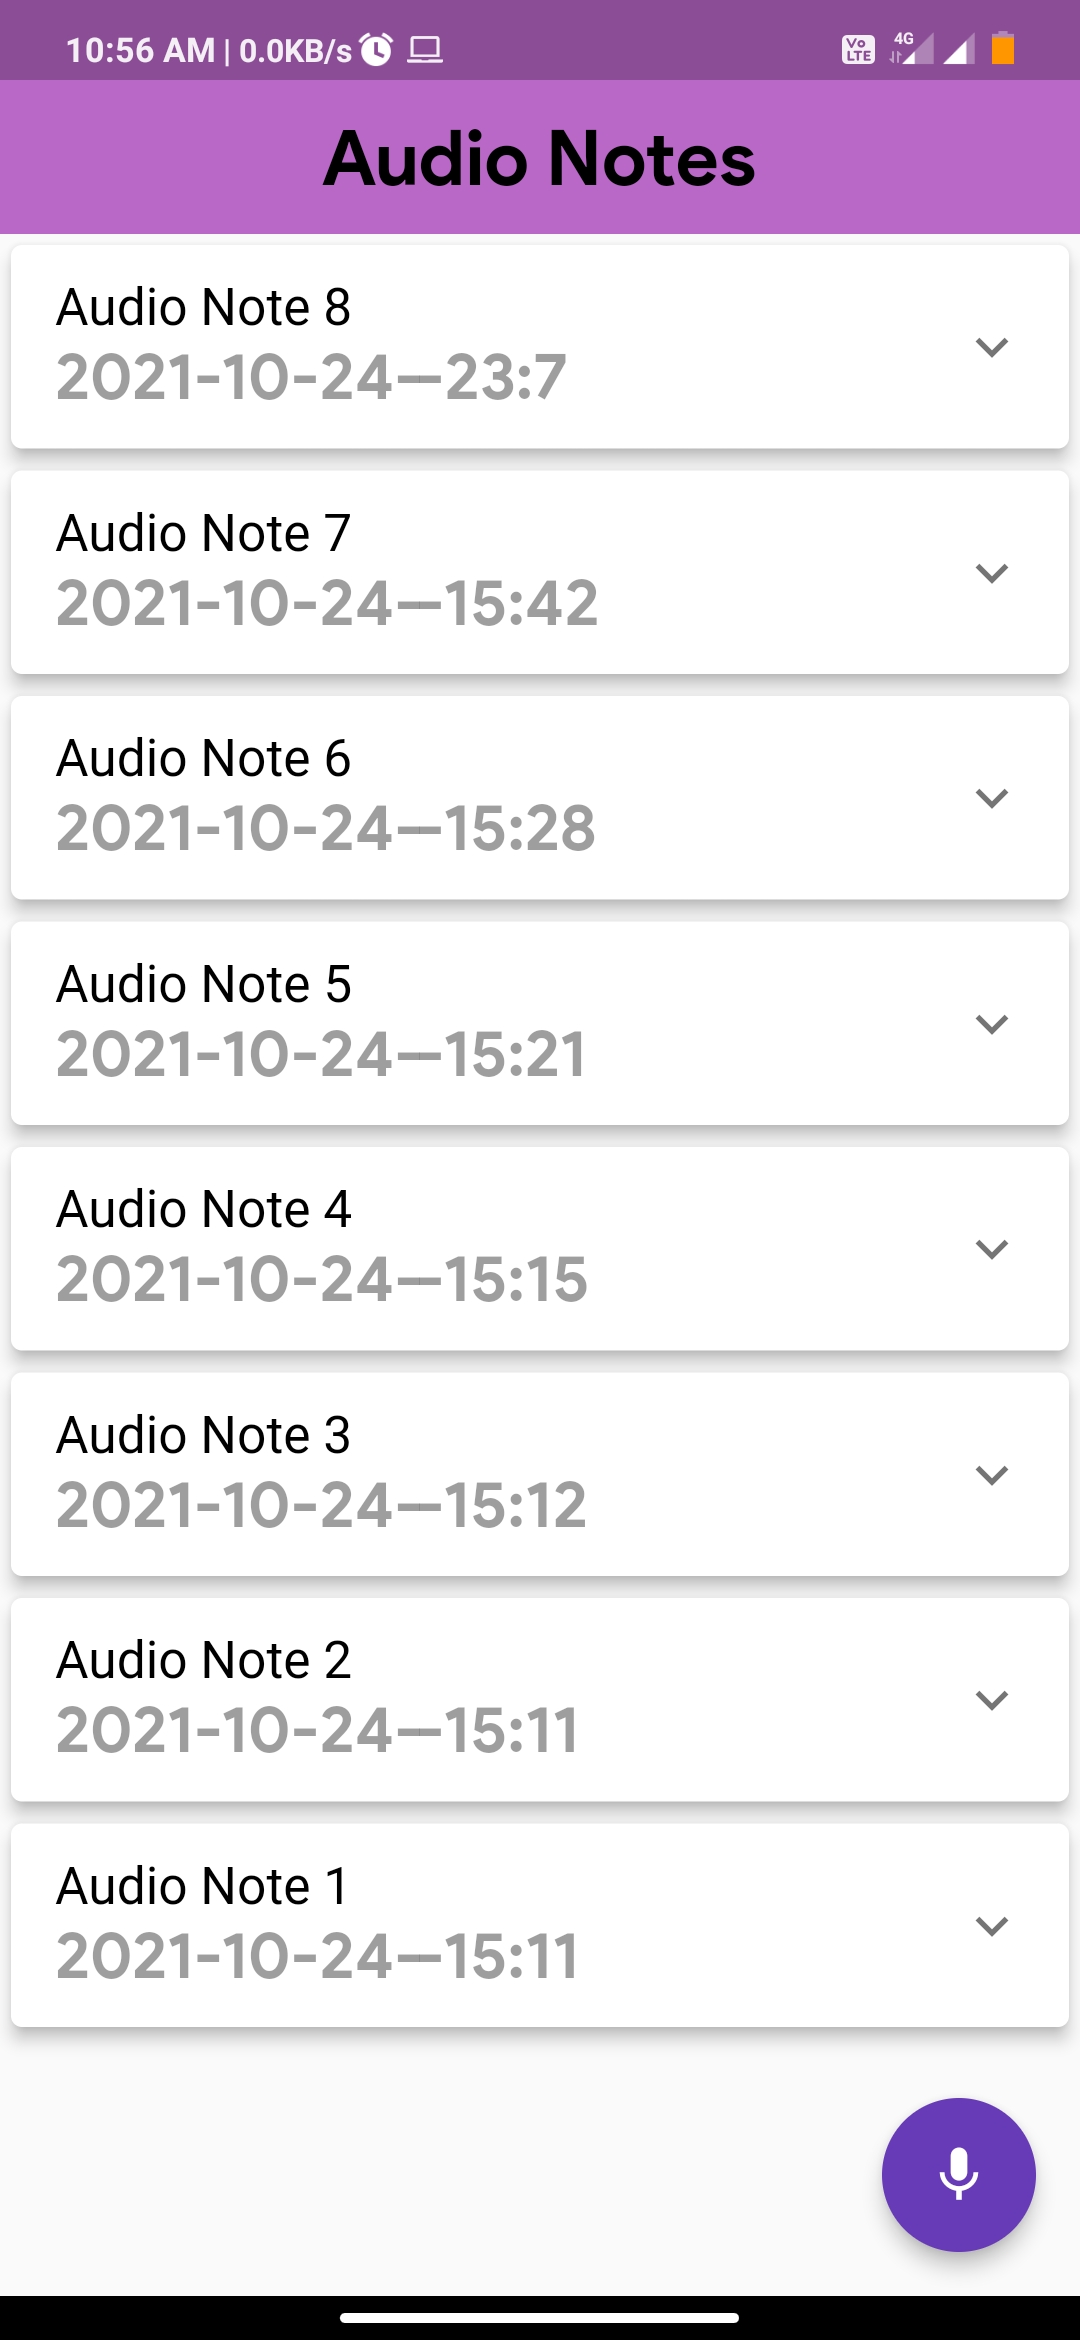 10:56 AM | 0.0KB/s
Vo LTE 4G
Audio Notes
Audio Note 8
2021-10-24—23:7
Audio Note 7
2021-10-24—15:42
Audio Note 6
2021-10-24—15:28
Audio Note 5
2021-10-24—15:21
Audio Note 4
2021-10-24—15:15
Audio Note 3
2021-10-24—15:12
Audio Note 2
2021-10-24—15:11
Audio Note 1
2021-10-24—15:11